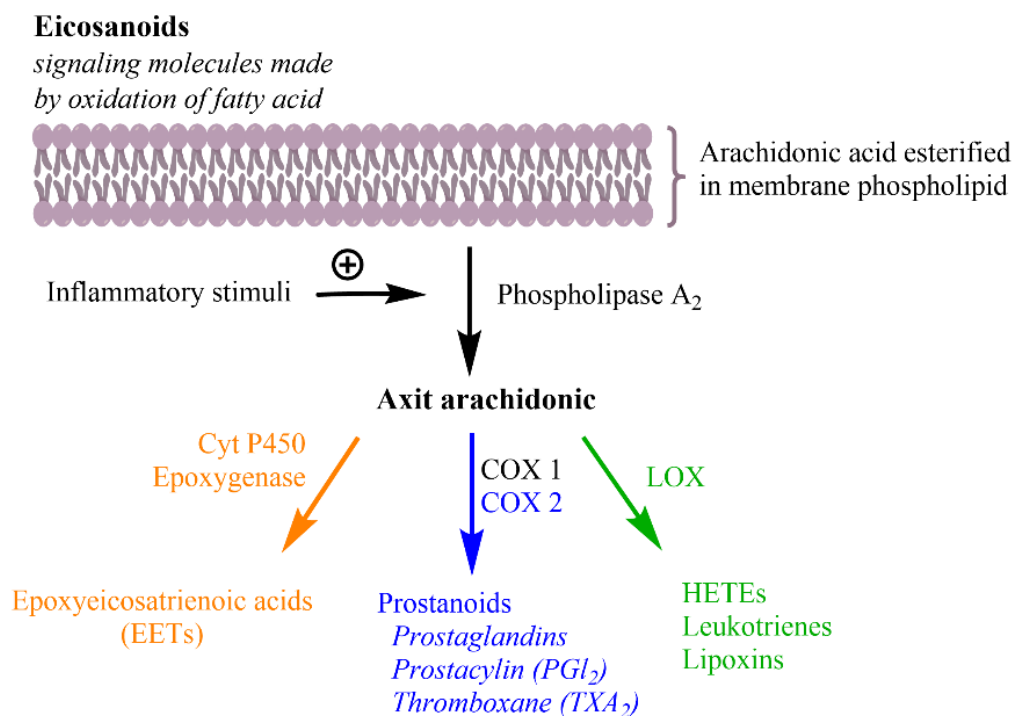 Eicosanoids
signaling molecules made
by oxidation of fatty acid
Arachidonic acid esterified
in membrane phospholipid
Inflammatory stimuli
+
Phospholipase A₂
Axit arachidonic
Cyt P450
Epoxygenase
COX 1
COX 2
LOX
Epoxyeicosatrienoic acids
(EETs)
Prostanoids
Prostaglandins
Prostacylin (PGl₂)
Thromboxane (TXA₂)
HETEs
Leukotrienes
Lipoxins